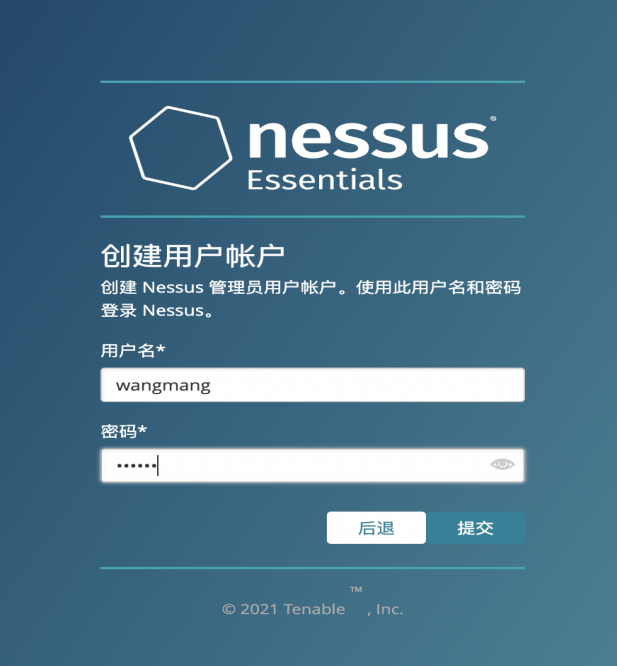 nessus®
Essentials
创建用户帐户
创建 Nessus 管理员用户帐户。使用此用户名和密码
登录 Nessus。
用户名*
wangmang
密码*
••••••
后退
提交
© 2021 Tenable™, Inc.